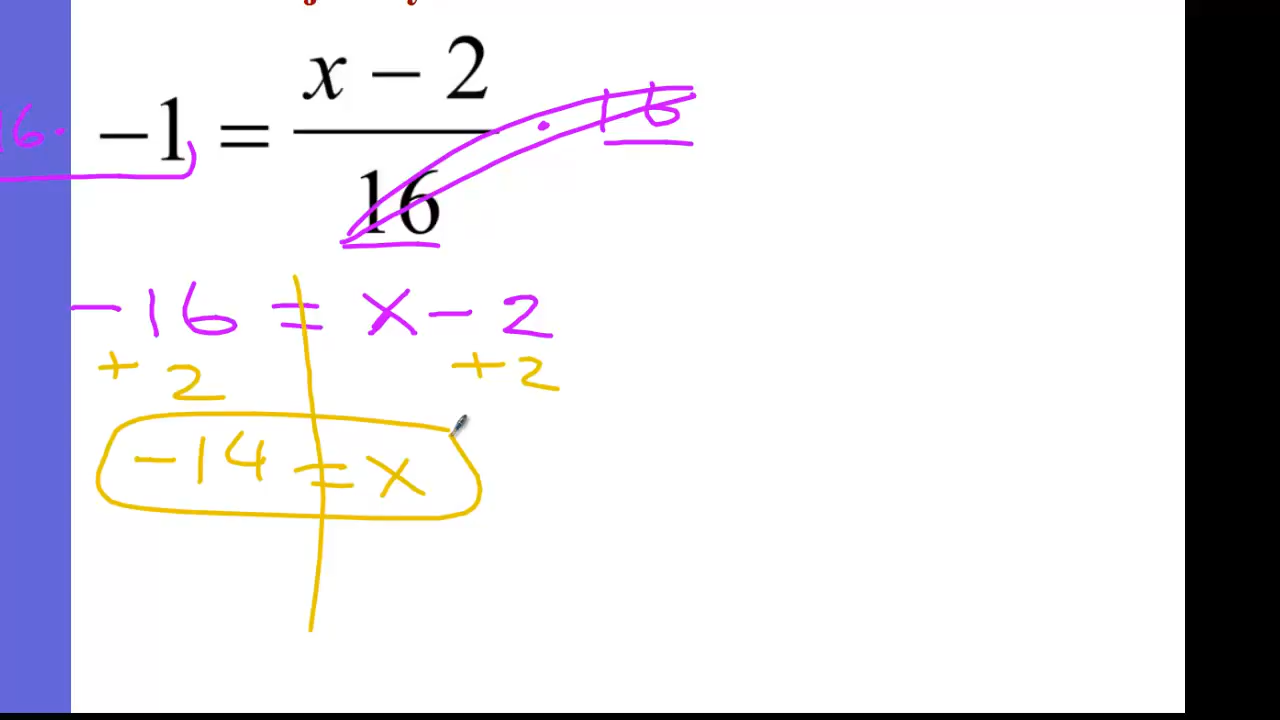 16· -1 = x - 2 / 16 · 16
-16 = x - 2
+ 2 + 2
-14 = x